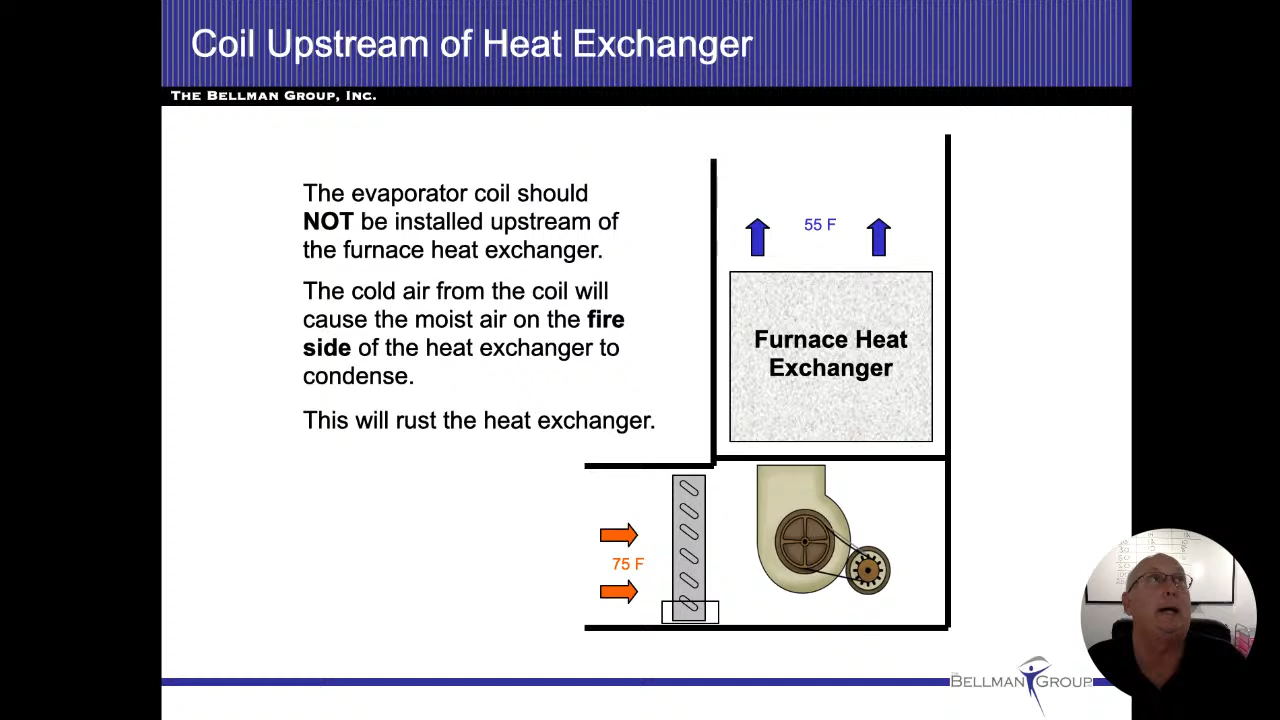 Coil Upstream of Heat Exchanger
THE BELLMAN GROUP, INC.
The evaporator coil should
NOT be installed upstream of
the furnace heat exchanger.
The cold air from the coil will
cause the moist air on the fire
side of the heat exchanger to
condense.
This will rust the heat exchanger.
55 F
Furnace Heat
Exchanger
75 F
THE
BELLMAN GROUP